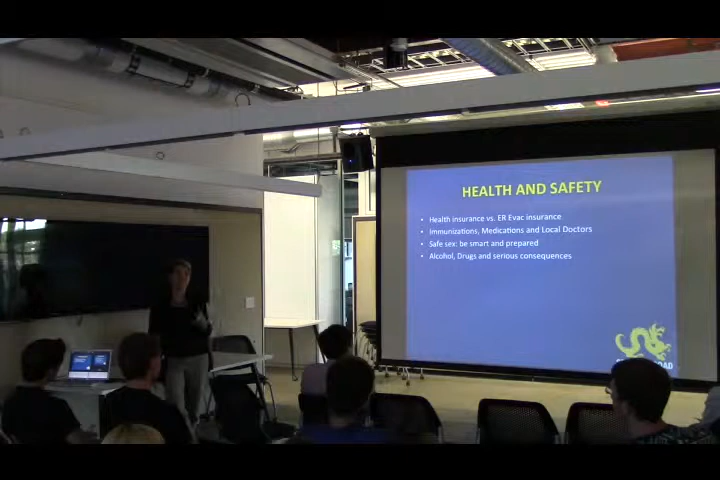 HEALTH AND SAFETY
• Health insurance vs. ER Evac insurance
• Immunizations, Medications and Local Doctors
• Safe sex: be smart and prepared
• Alcohol, Drugs and serious consequences